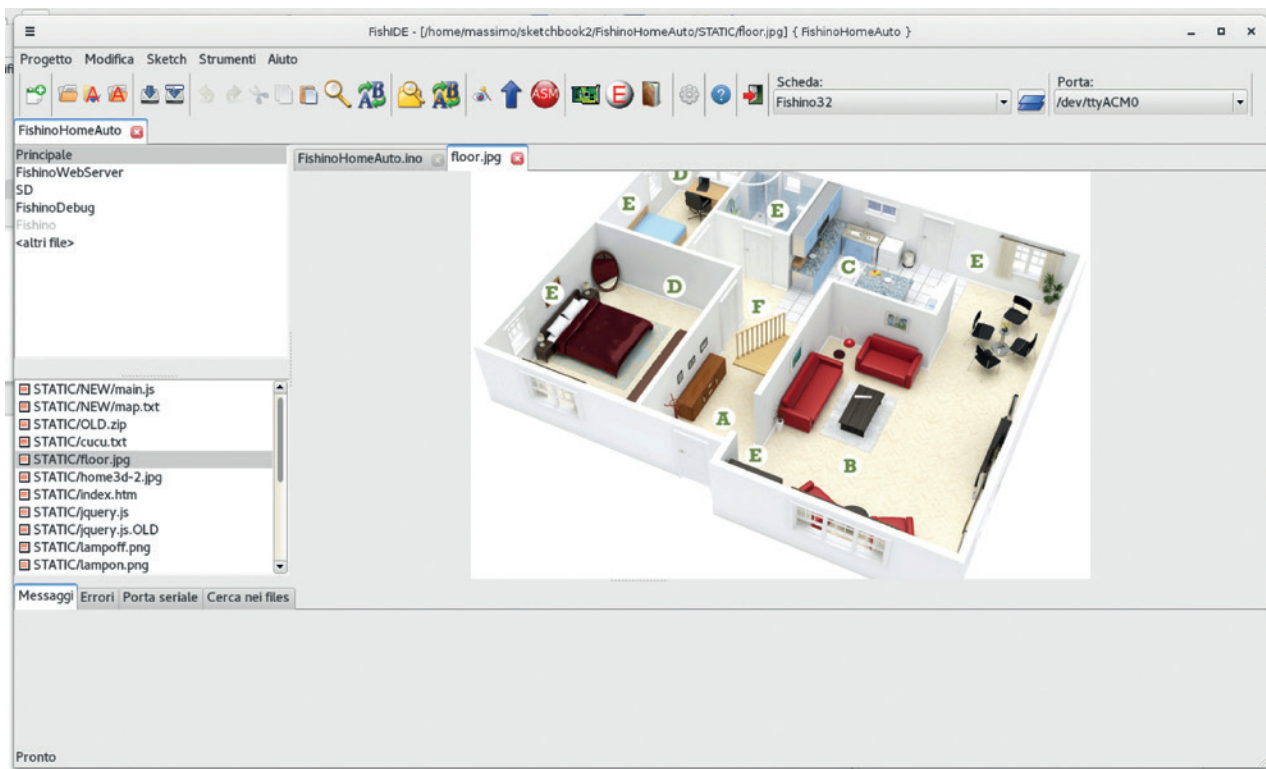 FishIDE - [/home/massimo/sketchbook2/FishinoHomeAuto/STATIC/floor.jpg] { FishinoHomeAuto }
Progetto Modifica Sketch Strumenti Aiuto
Scheda:
Fishino32
Porta:
/dev/ttyACM0
ASM
E
FishinoHomeAuto
Principale
FishinoWebServer
SD
FishinoDebug
Fishino
<altri file>
FishinoHomeAuto.ino floor.jpg
D
E
E
E
C
D
E
F
A
E
B
STATIC/NEW/main.js
STATIC/NEW/map.txt
STATIC/OLD.zip
STATIC/cucu.txt
STATIC/floor.jpg
STATIC/home3d-2.jpg
STATIC/index.htm
STATIC/jquery.js
STATIC/jquery.js.OLD
STATIC/lampoff.png
STATIC/lampon.png
Messaggi Errori Porta seriale Cerca nei files
Pronto